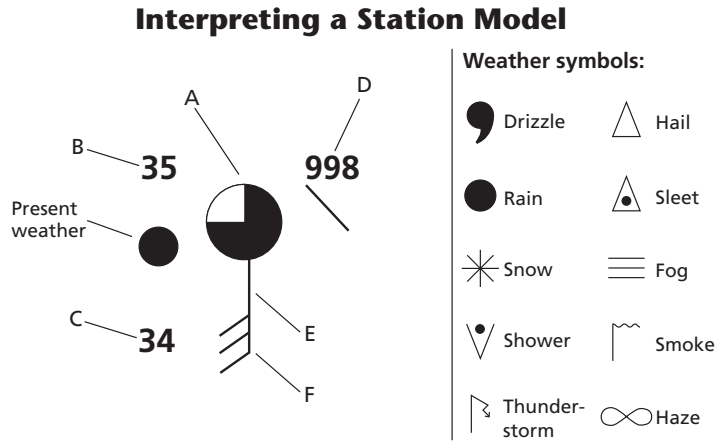 Interpreting a Station Model
A
D
B
35
998
Present
weather
C
34
E
F
Weather symbols:
Drizzle
Hail
Rain
Sleet
Snow
Fog
Shower
Smoke
Thunder-
storm
Haze